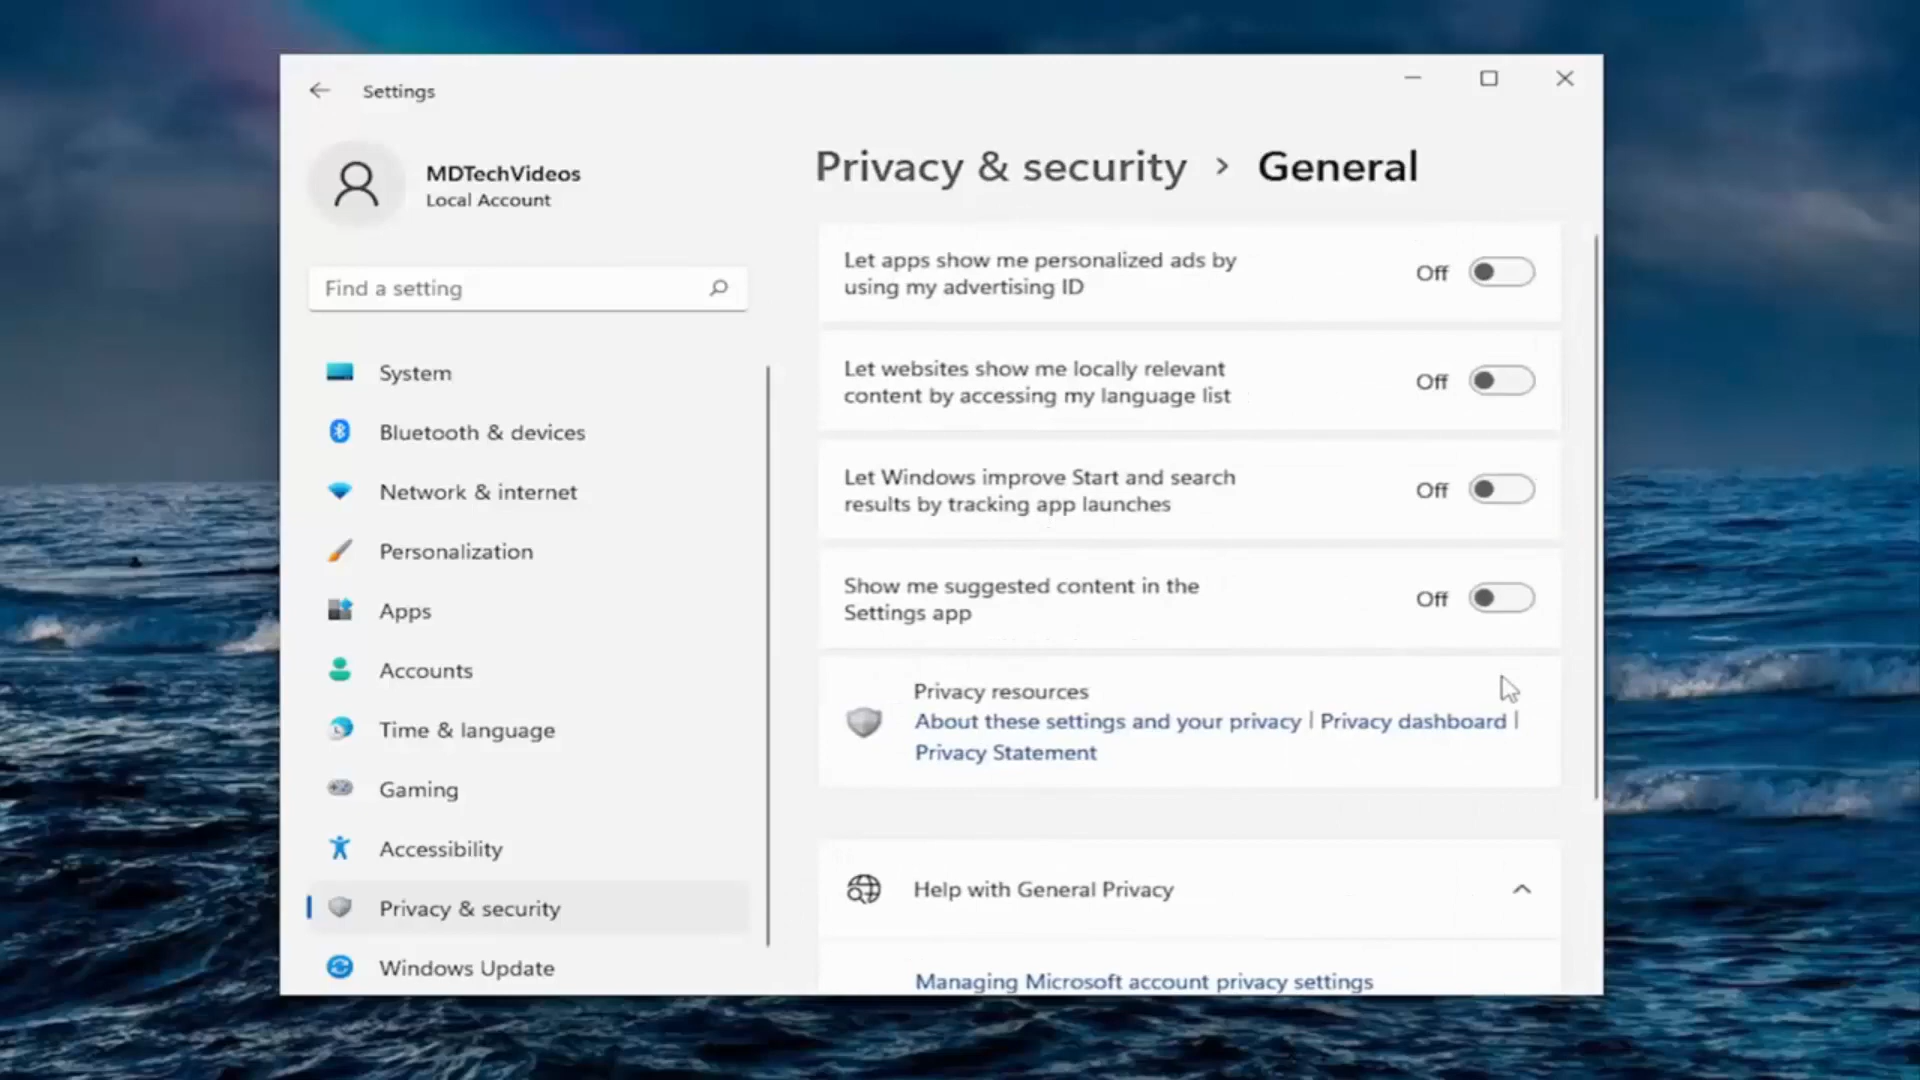 Settings
MDTechVideos
Local Account
Find a setting
System
Bluetooth & devices
Network & internet
Personalization
Apps
Accounts
Time & language
Gaming
Accessibility
Privacy & security
Windows Update
Privacy & security > General
Let apps show me personalized ads by
using my advertising ID
Off
Let websites show me locally relevant
content by accessing my language list
Off
Let Windows improve Start and search
results by tracking app launches
Off
Show me suggested content in the
Settings app
Off
Privacy resources
About these settings and your privacy | Privacy dashboard |
Privacy Statement
Help with General Privacy
Managing Microsoft account privacy settings